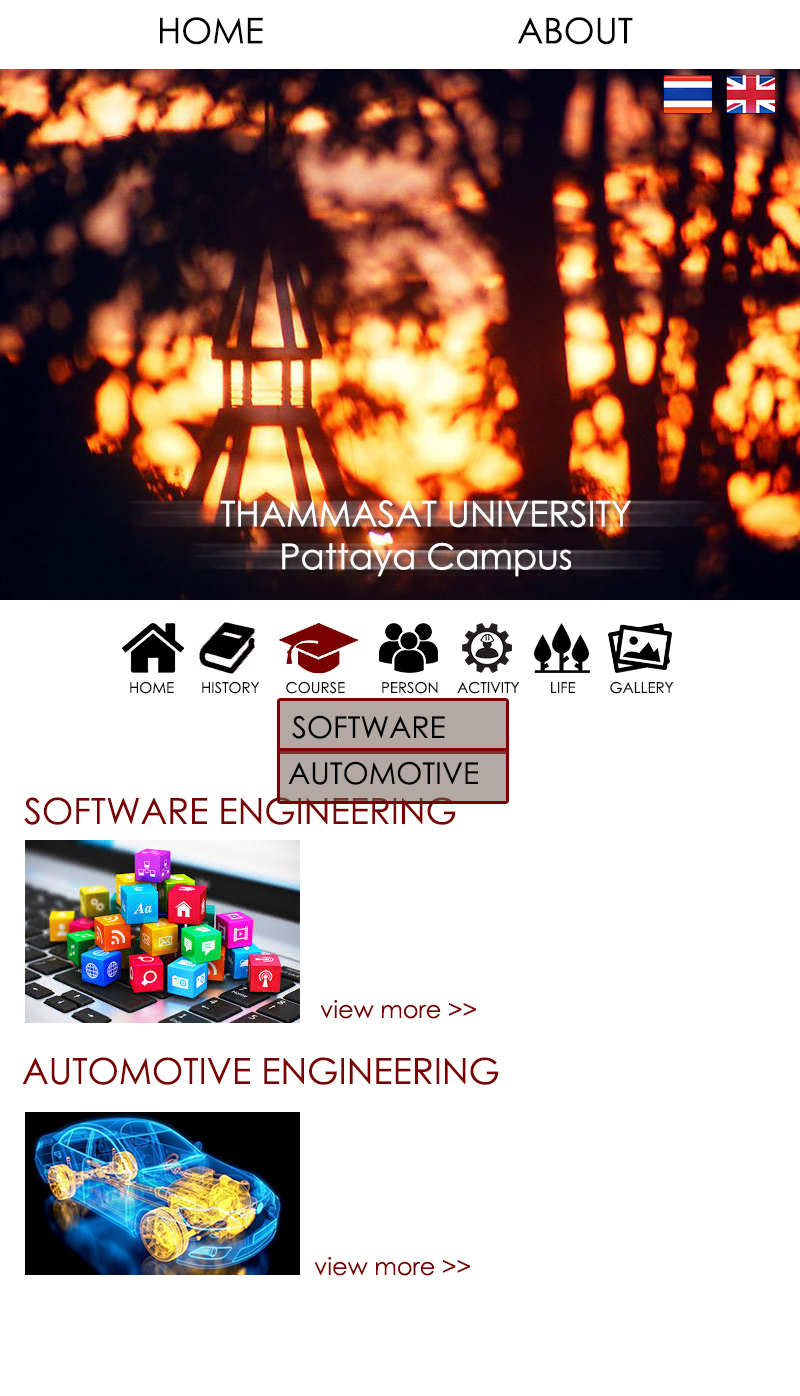 HOME ABOUT
THAMMASAT UNIVERSITY
Pattaya Campus
HOME HISTORY COURSE PERSON ACTIVITY LIFE GALLERY
SOFTWARE
AUTOMOTIVE
SOFTWARE ENGINEERING
Aa
view more >>
AUTOMOTIVE ENGINEERING
view more >>